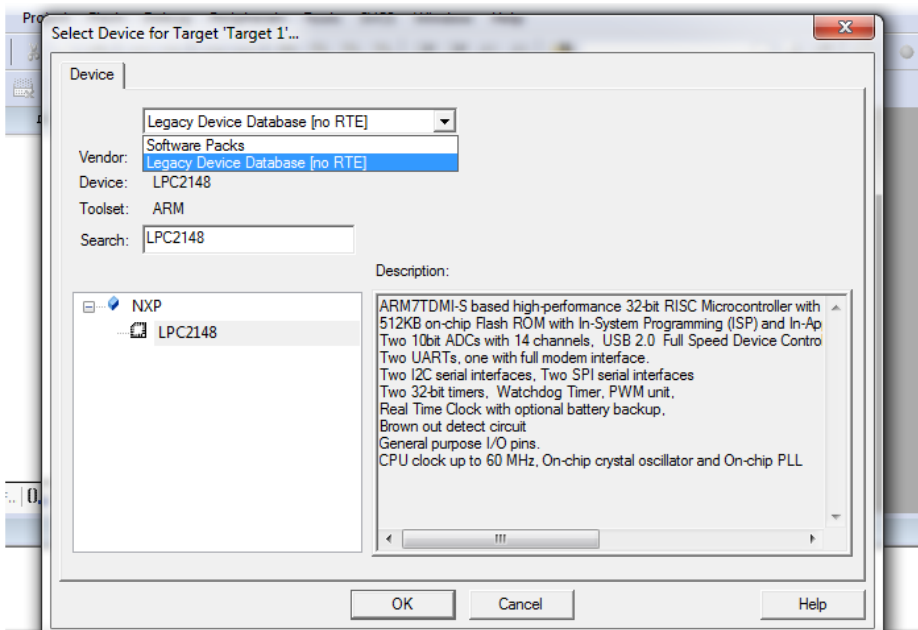 Select Device for Target 'Target 1'...
Device
Legacy Device Database [no RTE]
Software Packs
Legacy Device Database [no RTE]
Vendor:
Device: LPC2148
Toolset: ARM
Search: LPC2148
Description:
NXP
LPC2148
ARM7TDMI-S based high-performance 32-bit RISC Microcontroller with
512KB on-chip Flash ROM with In-System Programming (ISP) and In-Ap
Two 10bit ADCs with 14 channels, USB 2.0 Full Speed Device Contro
Two UARTs, one with full modem interface.
Two I2C serial interfaces, Two SPI serial interfaces
Two 32-bit timers, Watchdog Timer, PWM unit,
Real Time Clock with optional battery backup,
Brown out detect circuit
General purpose I/O pins.
CPU clock up to 60 MHz, On-chip crystal oscillator and On-chip PLL
OK
Cancel
Help